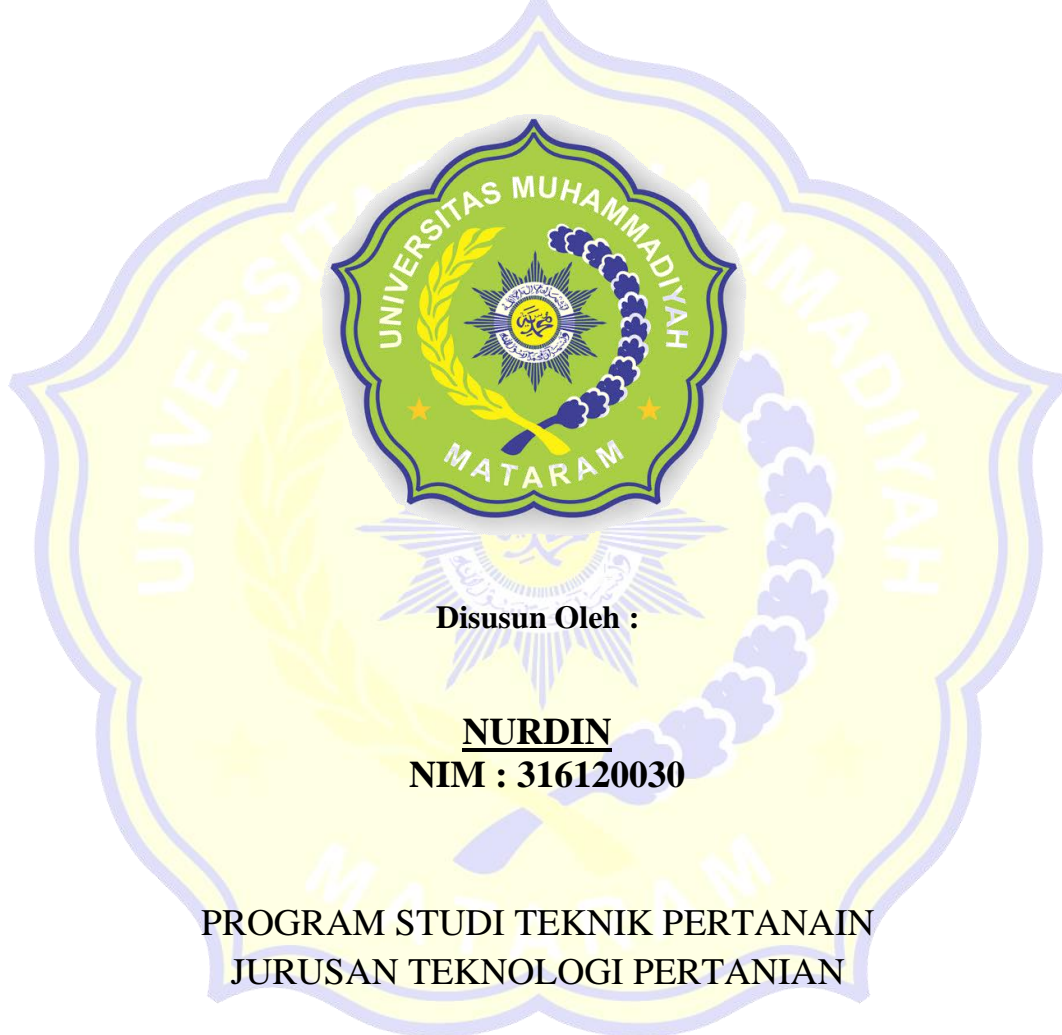 UNIVERSITAS MUHAMMADIYAH
MATARAM
Disusun Oleh :
NURDIN
NIM : 316120030
PROGRAM STUDI TEKNIK PERTANAIN
JURUSAN TEKNOLOGI PERTANIAN